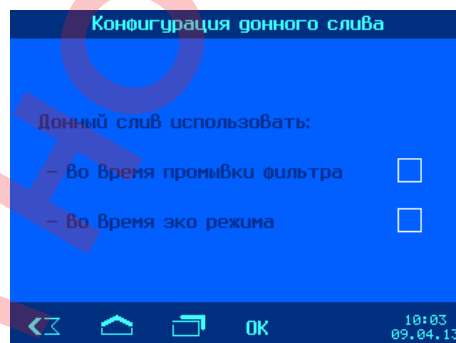 Конфигурация донного слива
Донный слив использовать:
- во время промывки фильтра
- во время эко режима
OK
10:03
09.04.13